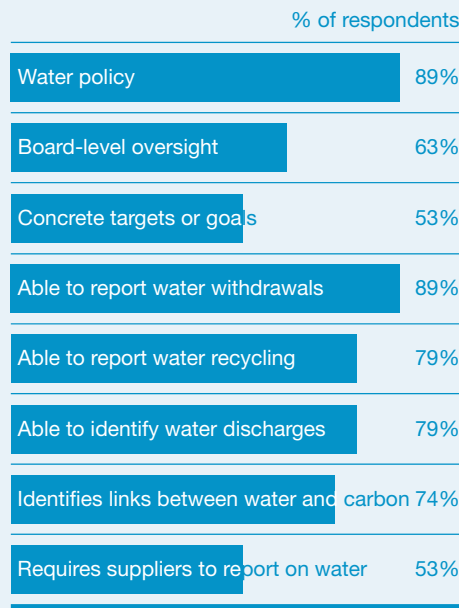 % of respondents
Water policy 89%
Board-level oversight 63%
Concrete targets or goals 53%
Able to report water withdrawals 89%
Able to report water recycling 79%
Able to identify water discharges 79%
Identifies links between water and carbon 74%
Requires suppliers to report on water 53%